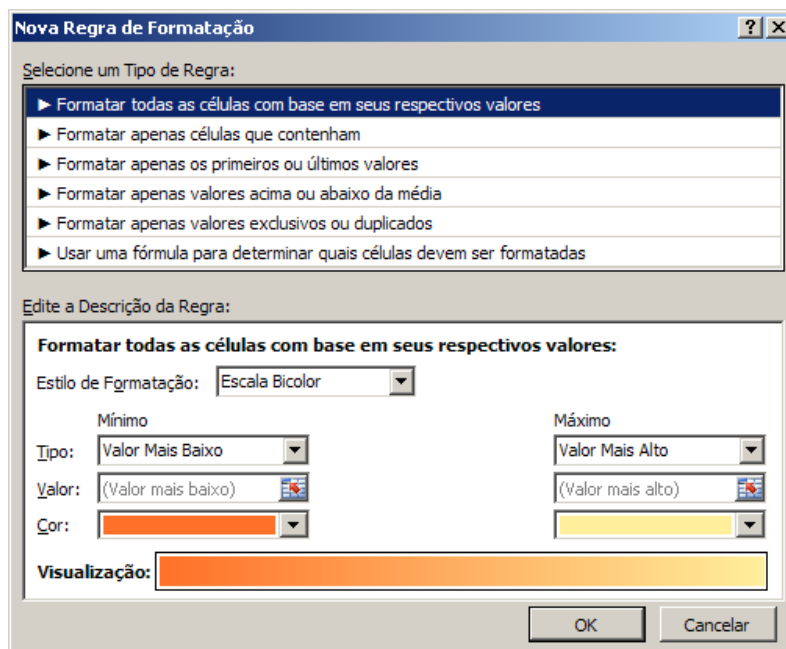 Nova Regra de Formatação
Selecione um Tipo de Regra:
► Formatar todas as células com base em seus respectivos valores
► Formatar apenas células que contenham
► Formatar apenas os primeiros ou últimos valores
► Formatar apenas valores acima ou abaixo da média
► Formatar apenas valores exclusivos ou duplicados
► Usar uma fórmula para determinar quais células devem ser formatadas
Edite a Descrição da Regra:
Formatar todas as células com base em seus respectivos valores:
Estilo de Formatação: Escala Bicolor
Mínimo Máximo
Tipo: Valor Mais Baixo Valor Mais Alto
Valor: (Valor mais baixo) (Valor mais alto)
Cor:
Visualização:
OK Cancelar